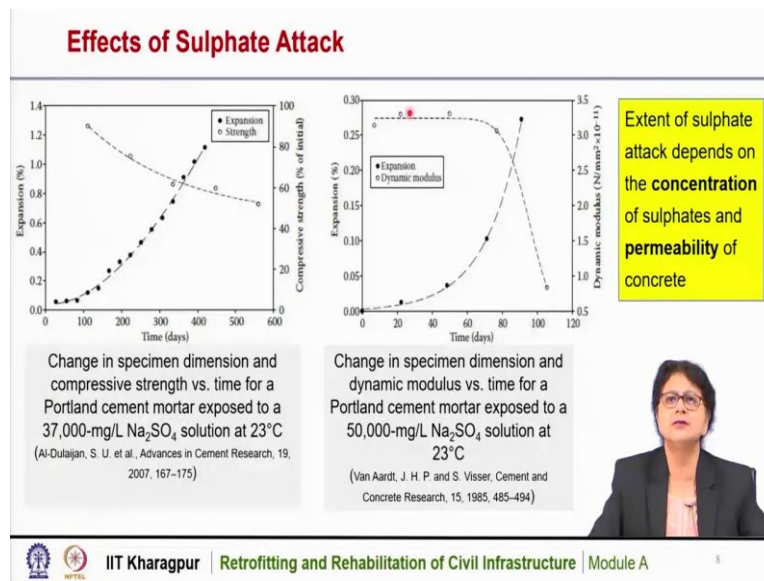 Effects of Sulphate Attack
1.4
1.2
1.0
0.8
0.6
0.4
0.2
0.0
Expansion (%)
0 100 200 300 400 500 600
Time (days)
100
80
60
40
20
0
Compressive strength (% of initial)
Expansion
Strength
0.30
0.25
0.20
0.15
0.10
0.05
0.00
Expansion (%)
0 20 40 60 80 100 120
Time (days)
3.5
3.0
2.5
2.0
1.5
1.0
0.5
Dynamic modulus (N/mm²×10⁻¹¹)
Expansion
Dynamic modulus
Extent of sulphate
attack depends on
the concentration
of sulphates and
permeability of
concrete
Change in specimen dimension and
compressive strength vs. time for a
Portland cement mortar exposed to a
37,000-mg/L Na₂SO₄ solution at 23°C
(Al-Dulaijan, S. U. et al., Advances in Cement Research, 19,
2007, 167–175)
Change in specimen dimension and
dynamic modulus vs. time for a
Portland cement mortar exposed to a
50,000-mg/L Na₂SO₄ solution at
23°C
(Van Aardt, J. H. P. and S. Visser, Cement and
Concrete Research, 15, 1985, 485–494)
NPTEL
IIT Kharagpur | Retrofitting and Rehabilitation of Civil Infrastructure | Module A
8